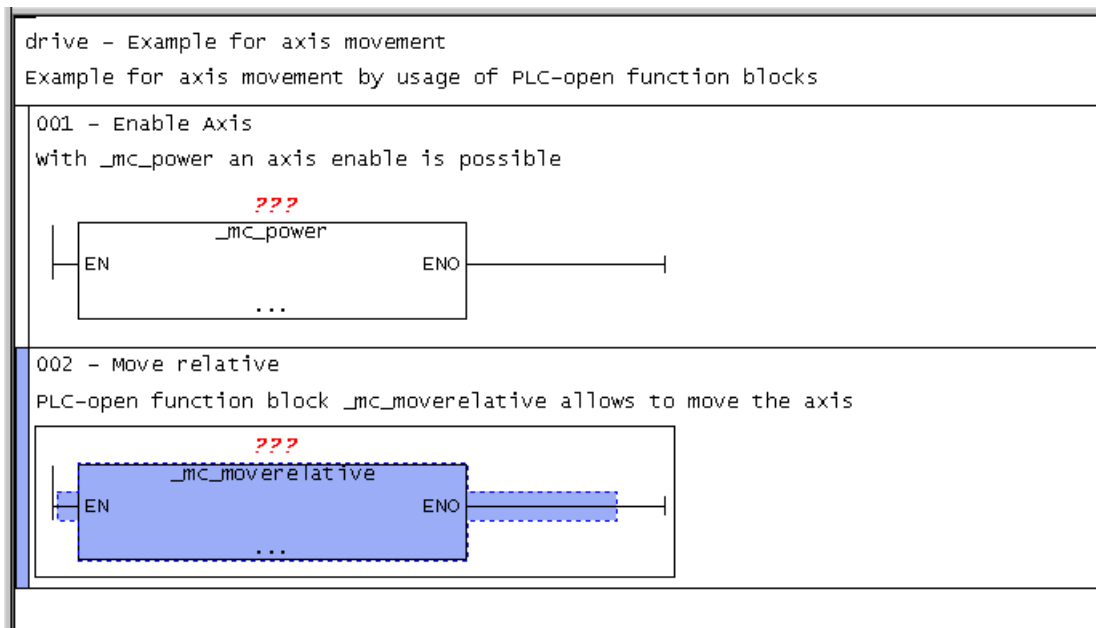 drive - Example for axis movement
Example for axis movement by usage of PLC-open function blocks
001 - Enable Axis
With _mc_power an axis enable is possible
???
_mc_power
EN ENO
...
002 - Move relative
PLC-open function block _mc_moverelative allows to move the axis
???
_mc_moverelative
EN ENO
...